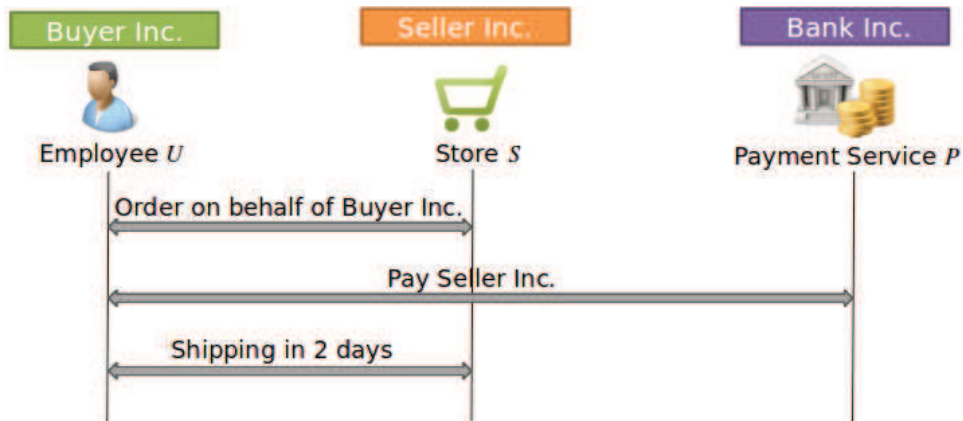 Buyer Inc.
Seller Inc.
Bank Inc.
Employee U
Store S
Payment Service P
Order on behalf of Buyer Inc.
Pay Seller Inc.
Shipping in 2 days